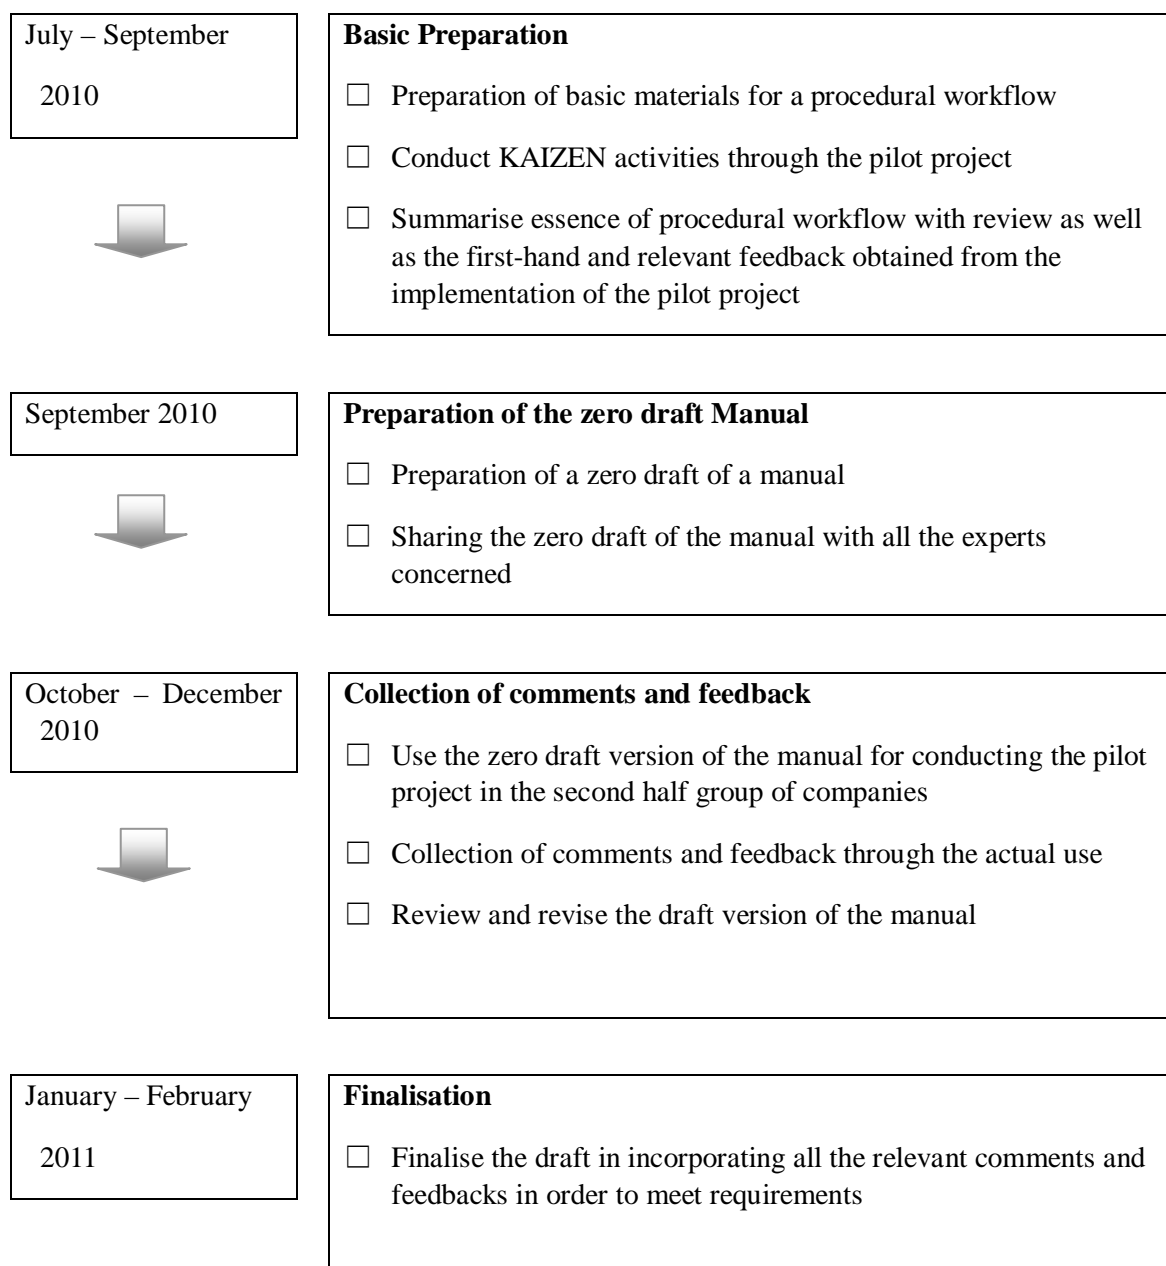 July – September
2010
Basic Preparation
☐ Preparation of basic materials for a procedural workflow
☐ Conduct KAIZEN activities through the pilot project
☐ Summarise essence of procedural workflow with review as well
as the first-hand and relevant feedback obtained from the
implementation of the pilot project
September 2010
Preparation of the zero draft Manual
☐ Preparation of a zero draft of a manual
☐ Sharing the zero draft of the manual with all the experts
concerned
October – December
2010
Collection of comments and feedback
☐ Use the zero draft version of the manual for conducting the pilot
project in the second half group of companies
☐ Collection of comments and feedback through the actual use
☐ Review and revise the draft version of the manual
January – February
2011
Finalisation
☐ Finalise the draft in incorporating all the relevant comments and
feedbacks in order to meet requirements